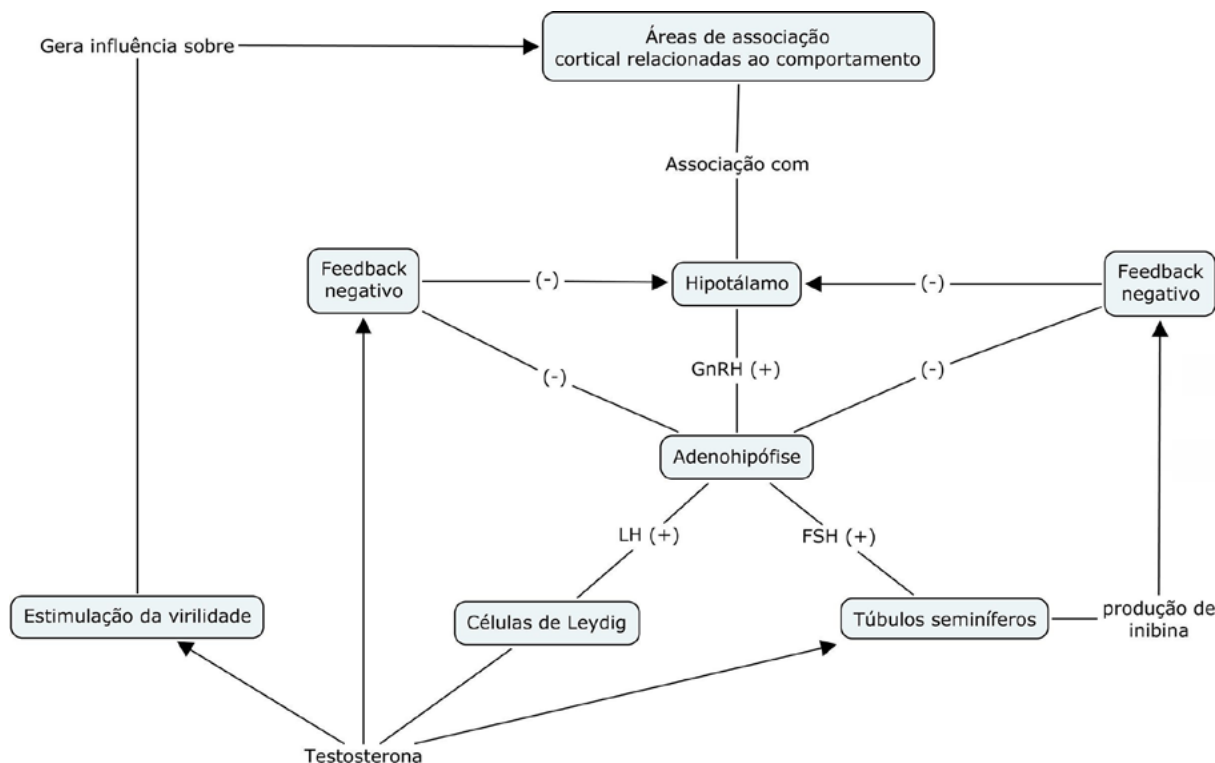 Gera influência sobre
Áreas de associação
cortical relacionadas ao comportamento
Associação com
Feedback
negativo
(-)
Hipotálamo
(-)
Feedback
negativo
(-)
GnRH (+)
(-)
Adenohipófise
LH (+)
FSH (+)
Estimulação da virilidade
Células de Leydig
Túbulos seminíferos
produção de
inibina
Testosterona